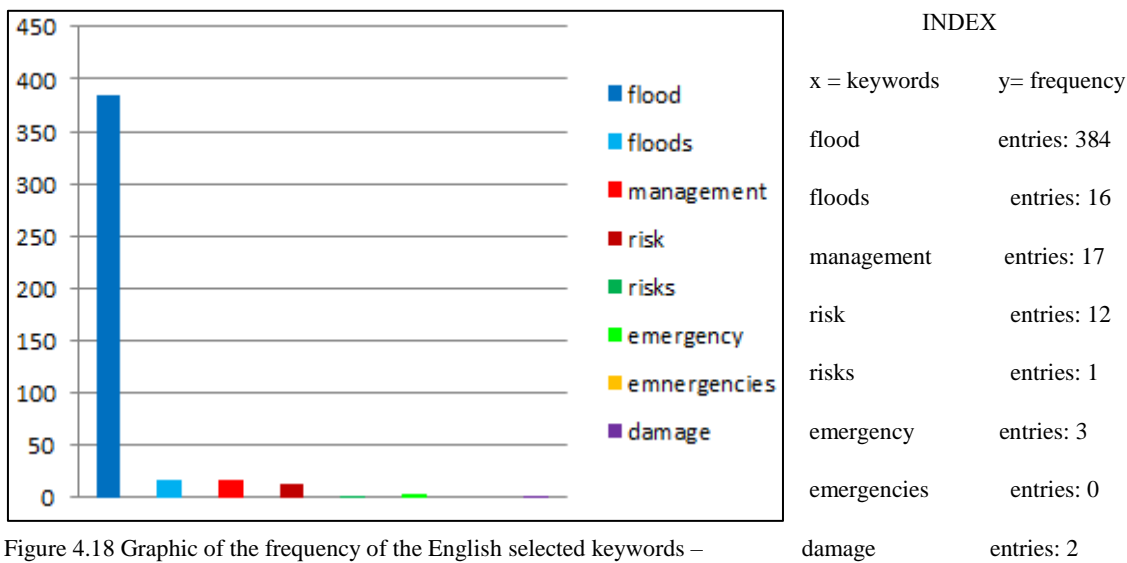 450
400
350
300
250
200
150
100
50
0
flood
floods
management
risk
risks
emergency
emnergencies
damage
INDEX
x = keywords y= frequency
flood entries: 384
floods entries: 16
management entries: 17
risk entries: 12
risks entries: 1
emergency entries: 3
emergencies entries: 0
damage entries: 2
Figure 4.18 Graphic of the frequency of the English selected keywords –